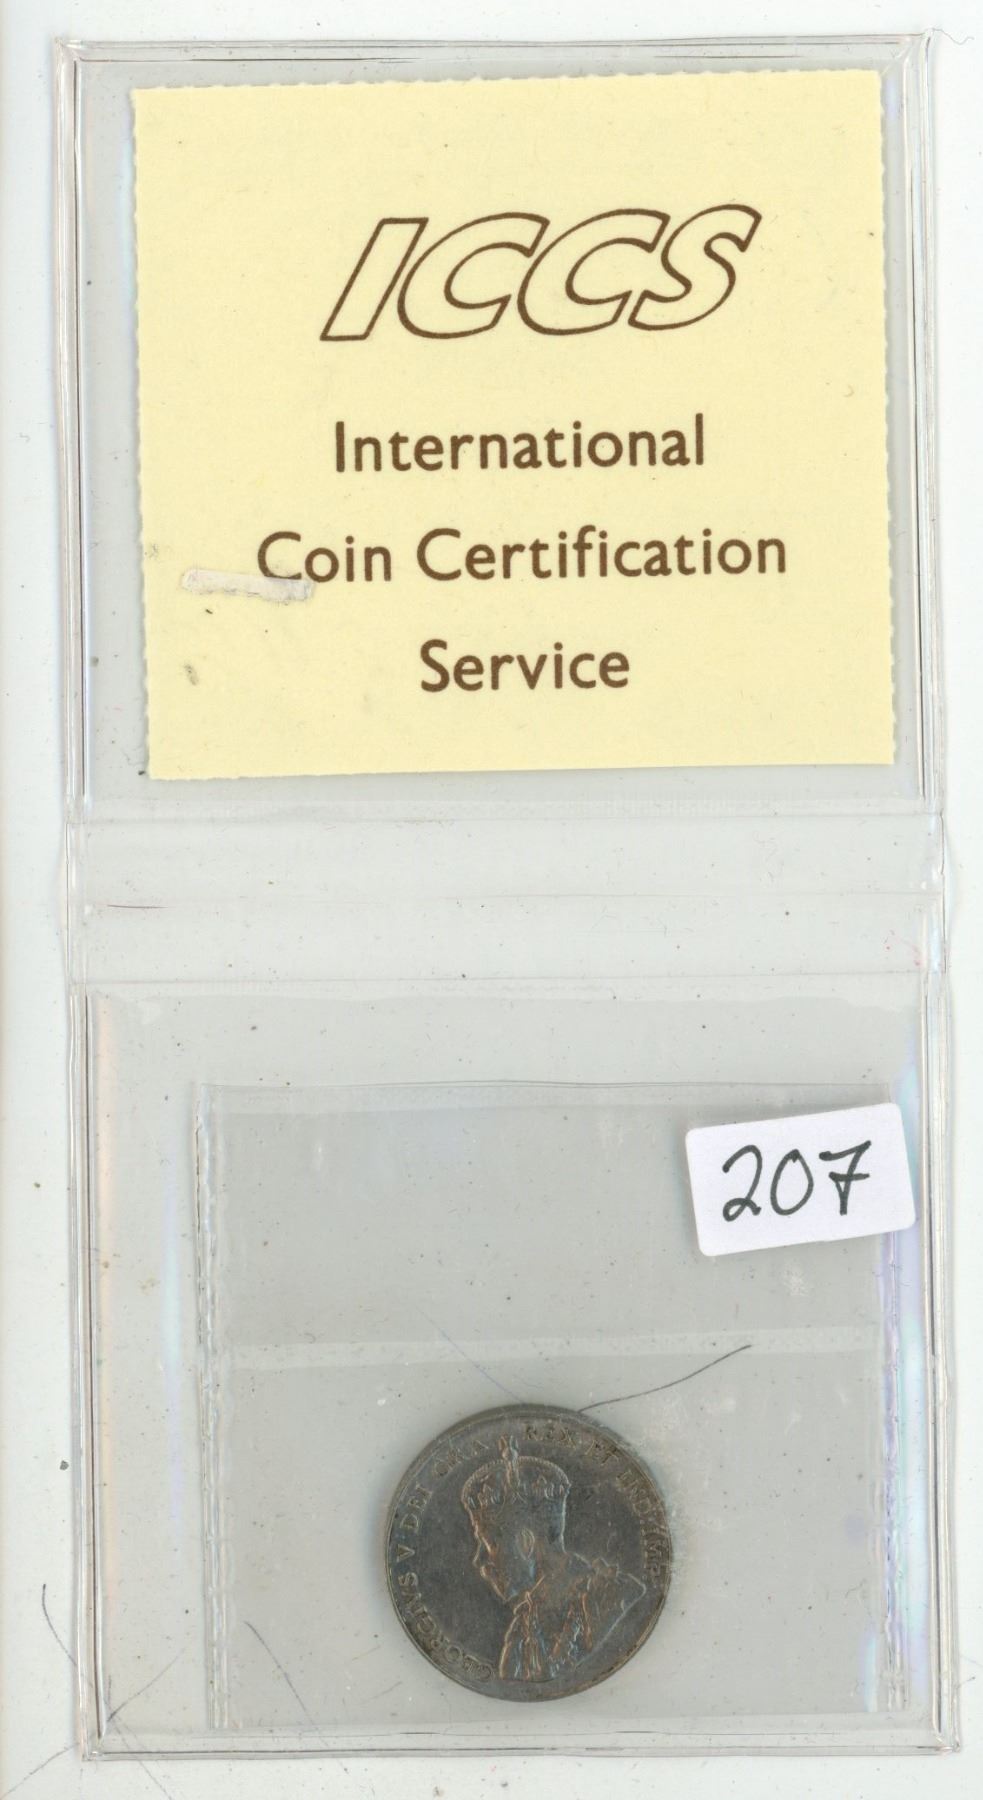 ICCS
International
Coin Certification
Service
207
GEORGIVS V DEI GRA: REX ET IND:IMP: